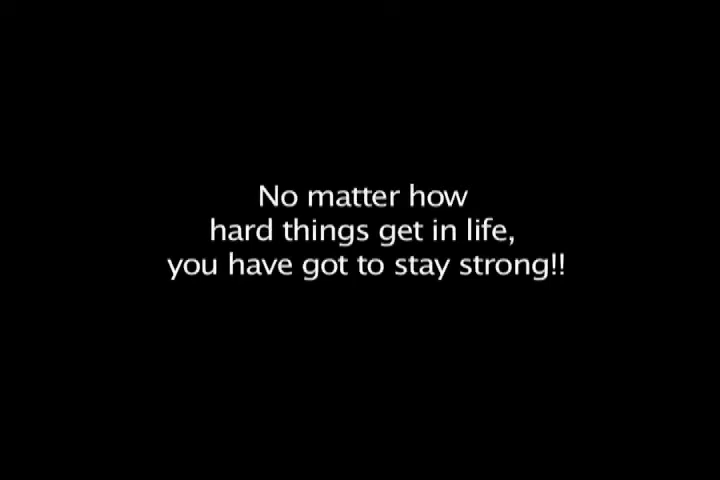 No matter how
hard things get in life,
you have got to stay strong!!